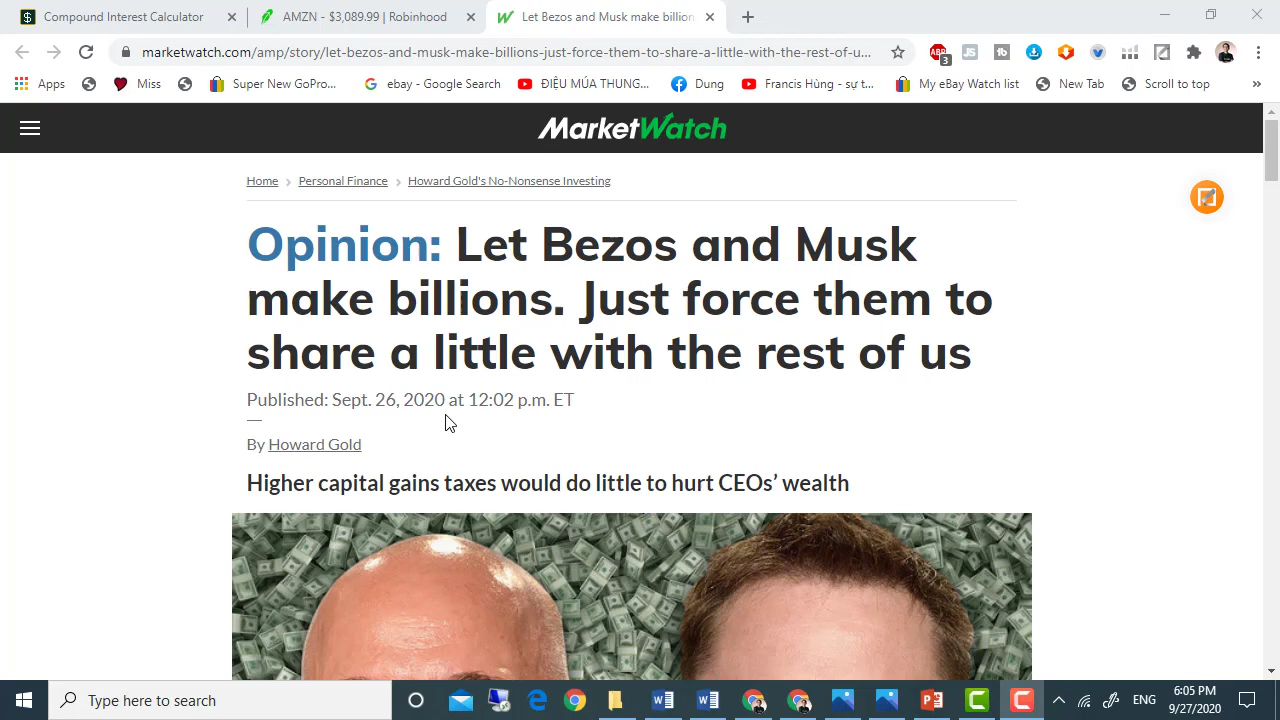 Compound Interest Calculator
AMZN - $3,089.99 | Robinhood
Let Bezos and Musk make billion
marketwatch.com/amp/story/let-bezos-and-musk-make-billions-just-force-them-to-share-a-little-with-the-rest-of-u...
ABP
3
JS
tb
Apps
Miss
Super New GoPro...
ebay - Google Search
ĐIỆU MÚA THUNG...
Dung
Francis Hùng - sự t...
My eBay Watch list
New Tab
Scroll to top
»
MarketWatch
Home › Personal Finance › Howard Gold's No-Nonsense Investing
Opinion: Let Bezos and Musk
make billions. Just force them to
share a little with the rest of us
Published: Sept. 26, 2020 at 12:02 p.m. ET
By Howard Gold
Higher capital gains taxes would do little to hurt CEOs’ wealth
Type here to search
ENG
6:05 PM
9/27/2020